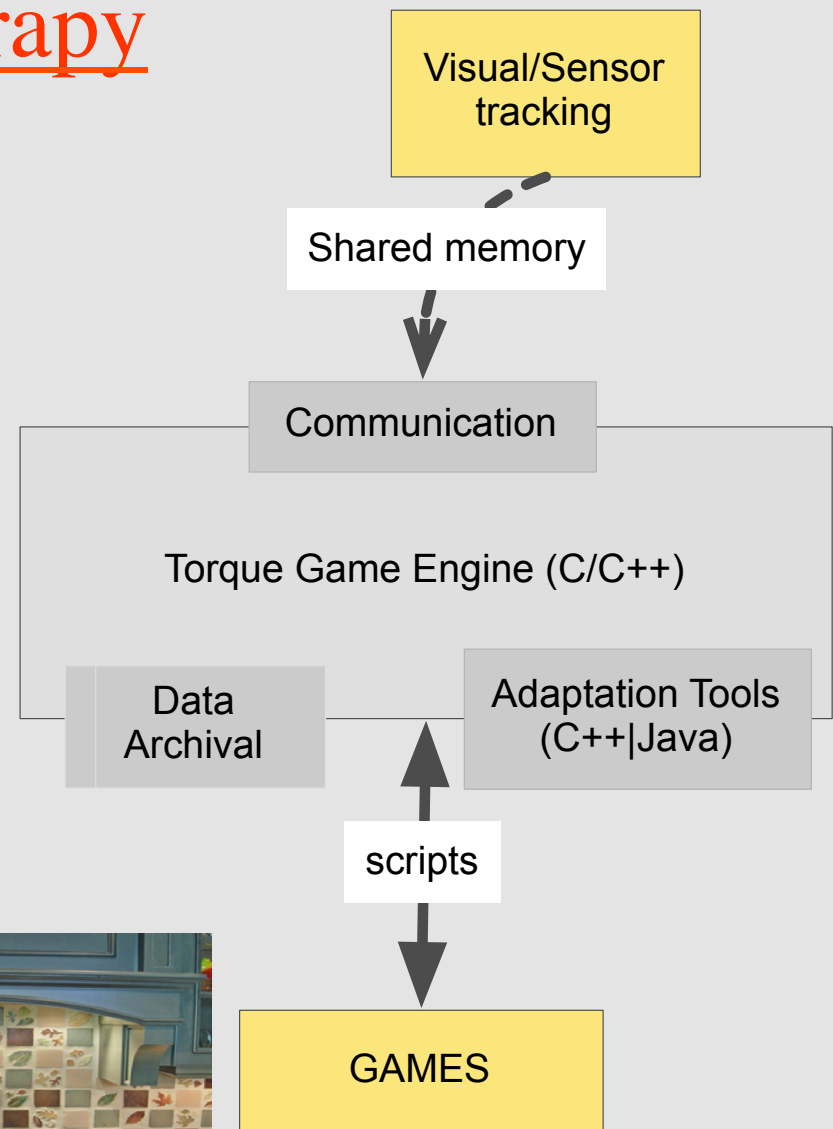 rapy
Visual/Sensor
tracking
Shared memory
Communication
Torque Game Engine (C/C++)
Data
Archival
Adaptation Tools
(C++|Java)
scripts
GAMES